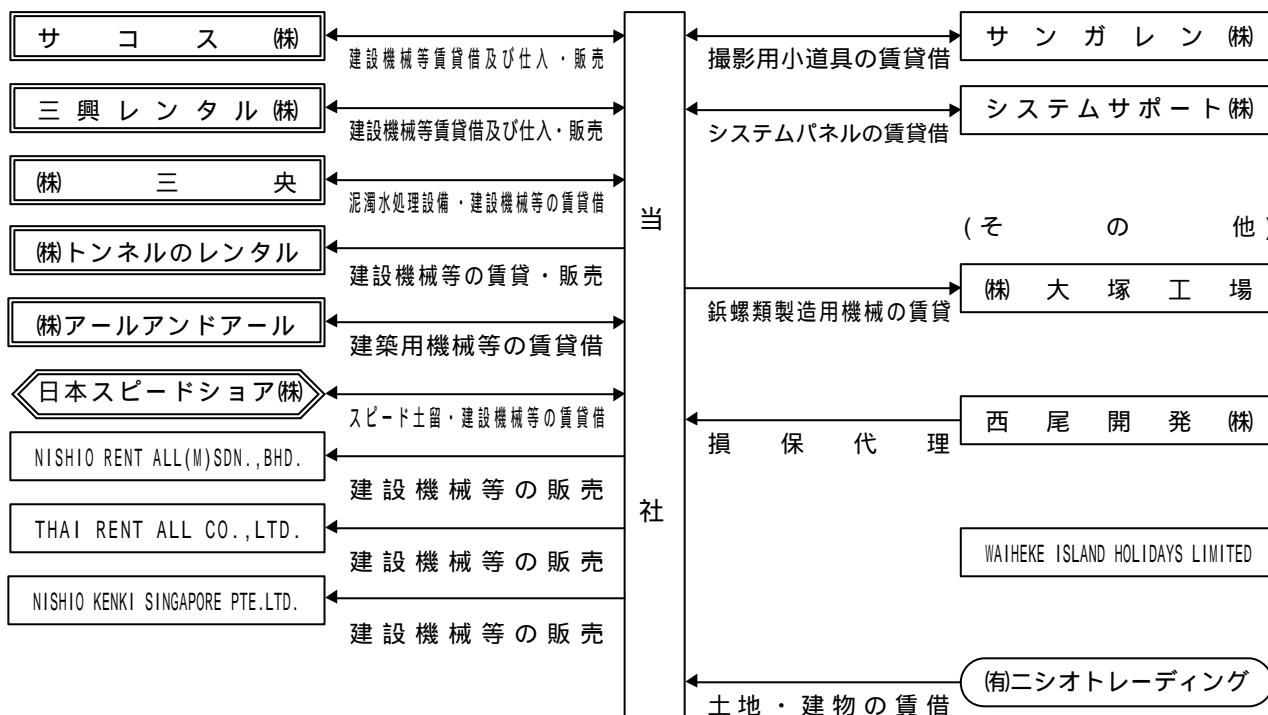 サコス㈱
建設機械等賃貸借及び仕入・販売
三興レンタル㈱
建設機械等賃貸借及び仕入・販売
㈱三央
泥濁水処理設備・建設機械等の賃貸借
㈱トンネルのレンタル
建設機械等の賃貸・販売
㈱アールアンドアール
建築用機械等の賃貸借
日本スピードショア㈱
スピード土留・建設機械等の賃貸借
NISHIO RENT ALL(M)SDN.,BHD.
建設機械等の販売
THAI RENT ALL CO.,LTD.
建設機械等の販売
NISHIO KENKI SINGAPORE PTE.LTD.
建設機械等の販売
当社
サンガレン㈱
撮影用小道具の賃貸借
システムサポート㈱
システムパネルの賃貸借
(その他)
㈱大塚工場
鋲螺類製造用機械の賃貸
西尾開発㈱
損保代理
WAIHEKE ISLAND HOLIDAYS LIMITED
㈲ニシオトレーディング
土地・建物の賃借